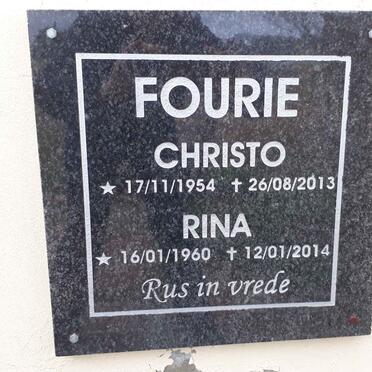 FOURIE
CHRISTO
★ 17/11/1954 ✝ 26/08/2013
RINA
★ 16/01/1960 ✝ 12/01/2014
Rus in vrede